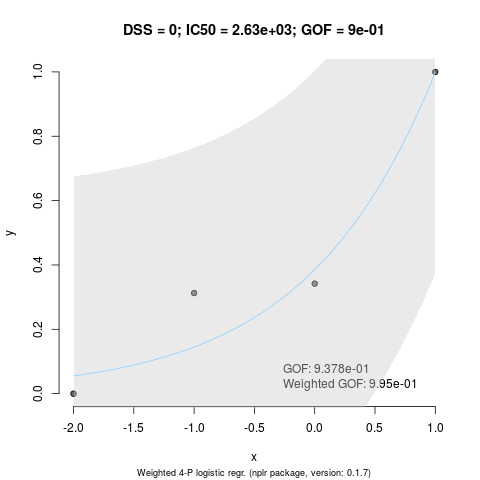 DSS = 0; IC50 = 2.63e+03; GOF = 9e-01
1.0
0.8
0.6
0.4
0.2
0.0
y
GOF: 9.378e-01
Weighted GOF: 9.95e-01
-2.0 -1.5 -1.0 -0.5 0.0 0.5 1.0
x
Weighted 4-P logistic regr. (nplr package, version: 0.1.7)